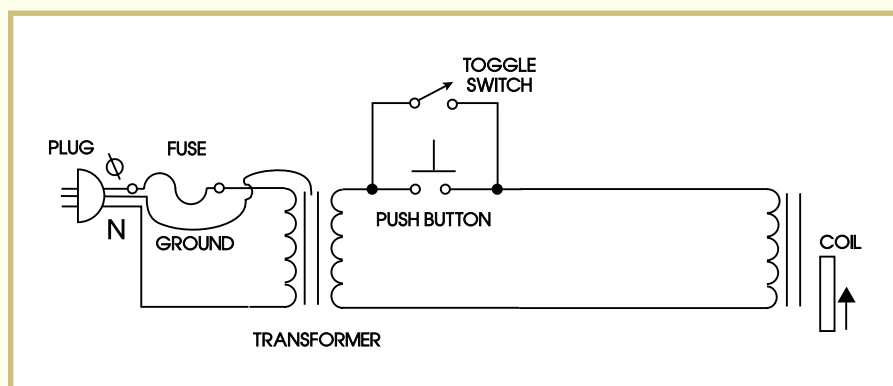 TOGGLE
SWITCH
PLUG
FUSE
N
GROUND
PUSH BUTTON
COIL
TRANSFORMER